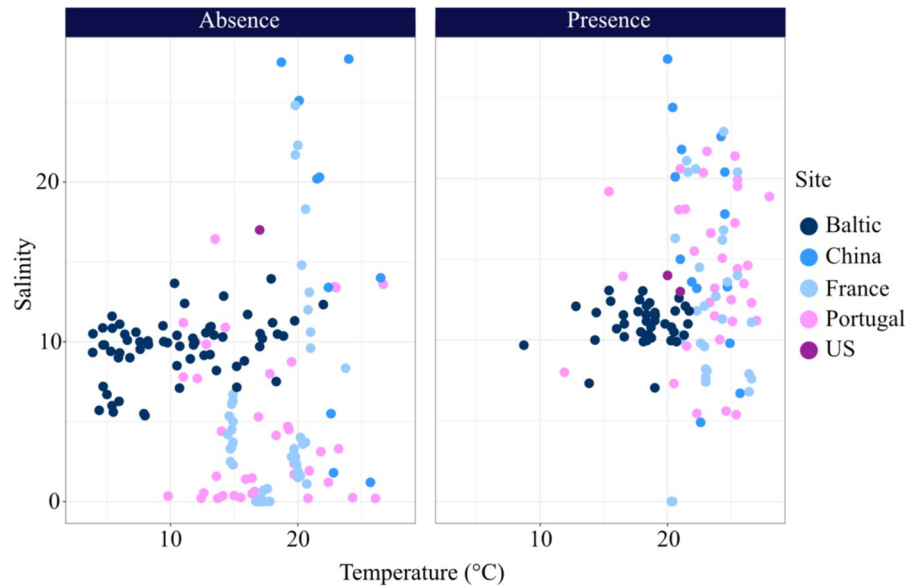 Absence
Presence
Salinity
20
10
0
10
20
10
20
Temperature (°C)
Site
Baltic
China
France
Portugal
US